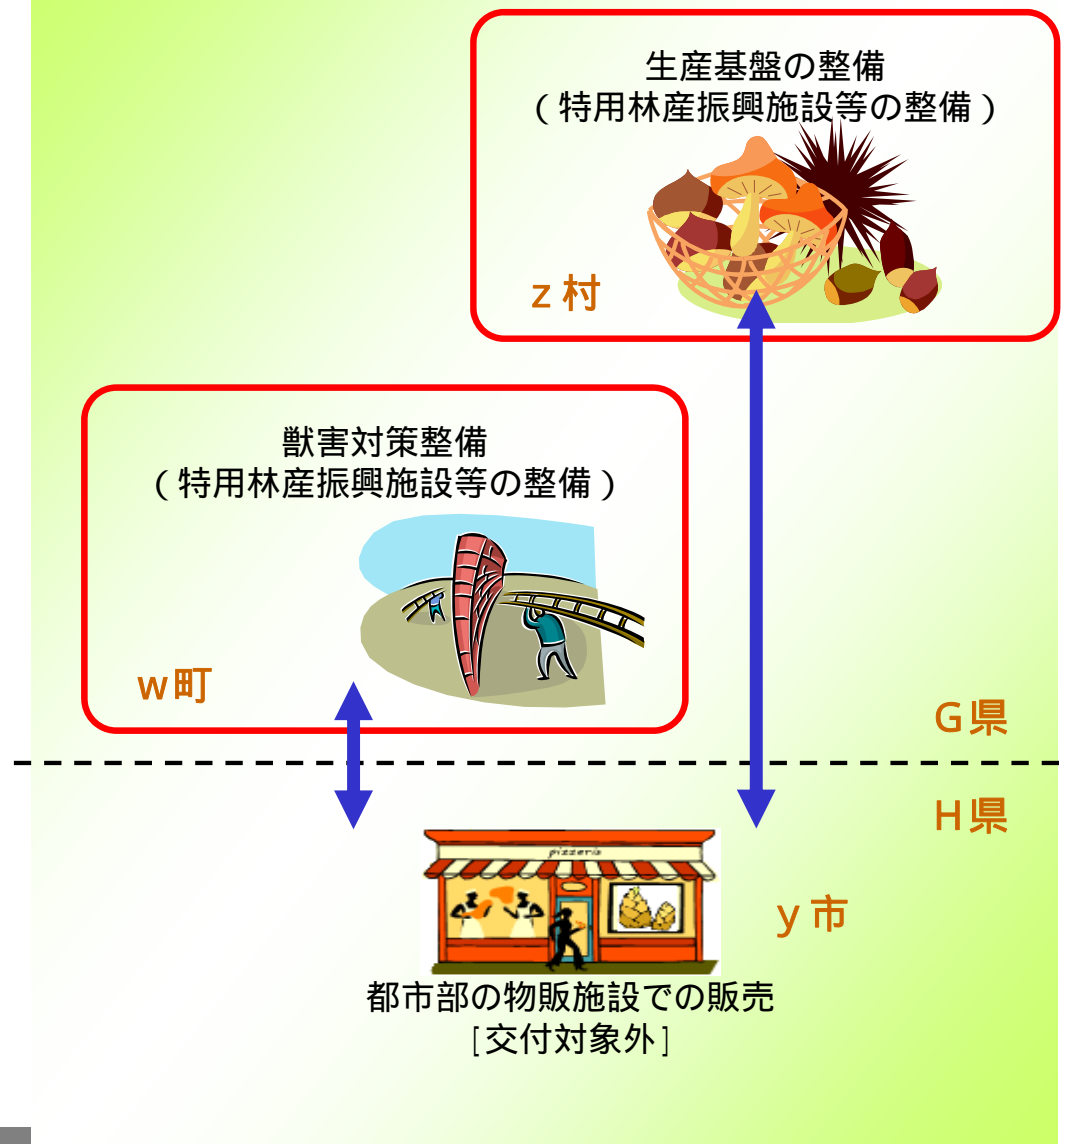 生産基盤の整備
（特用林産振興施設等の整備）
ｚ村
獣害対策整備
（特用林産振興施設等の整備）
ｗ町
Ｇ県
Ｈ県
pizzeria
ｙ市
都市部の物販施設での販売
[交付対象外]